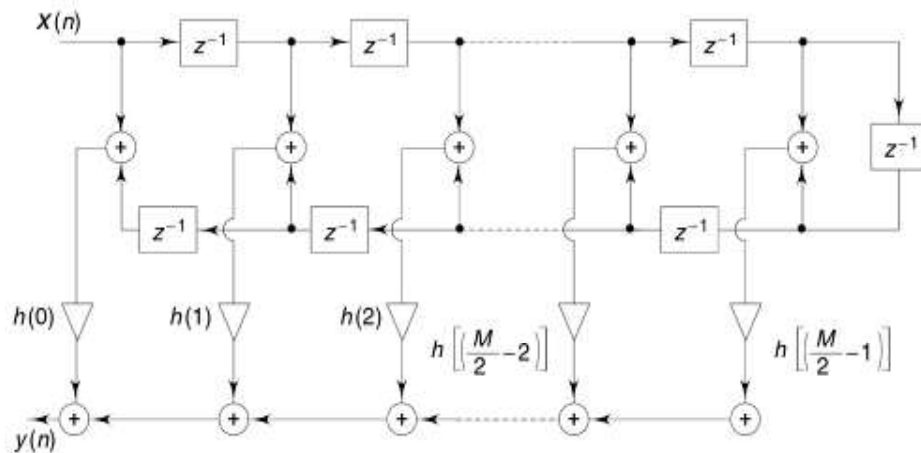 X(n)
z⁻¹ z⁻¹ z⁻¹
+ + + + + z⁻¹
z⁻¹ z⁻¹ z⁻¹
h(0) h(1) h(2) h[(M/2 −2)] h[(M/2 −1)]
+ + + + +
y(n)